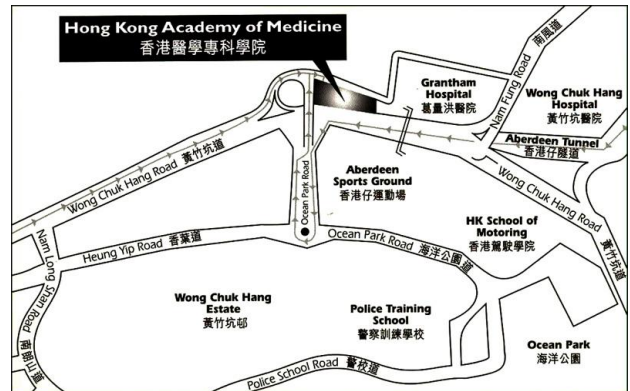 Hong Kong Academy of Medicine
香港醫學專科學院
南風道
Nam Fung Road
Grantham
Hospital
葛量洪醫院
Wong Chuk Hang
Hospital
黃竹坑醫院
Aberdeen Tunnel
香港仔隧道
Wong Chuk Hang Road 黃竹坑道
Ocean Park Road
Aberdeen
Sports Ground
香港仔運動場
Wong Chuk Hang Road
黃竹坑道
HK School of
Motoring
香港駕駛學院
Heung Yip Road 香葉道
Ocean Park Road 海洋公園道
Nam Long Shan Road 南朗山道
Wong Chuk Hang
Estate
黃竹坑邨
Police Training
School
警察訓練學校
Ocean Park
海洋公園
Police School Road 警校道